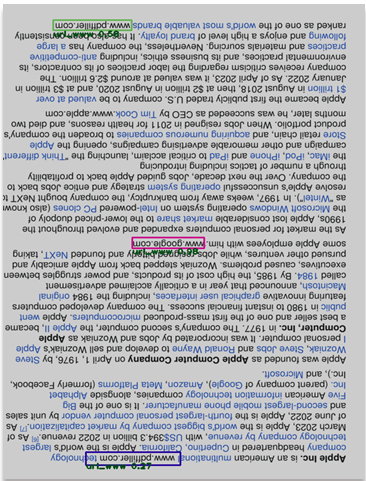 Apple Inc. is an American multinational www.pdffiller.com technology
company headquartered in Cupertino, California. Apple is the world's largest
technology company by revenue, with US$394.3 billion in 2022 revenue.[6] As of
March 2023, Apple is the world's biggest company by market capitalization.[7] As
of June 2022, Apple is the fourth-largest personal computer vendor by unit sales
and second-largest mobile phone manufacturer. It is one of the Big
Five American information technology companies, alongside Alphabet
Inc. (parent company of Google), Amazon, Meta Platforms (formerly Facebook,
Inc.), and Microsoft.
Apple was founded as Apple Computer Company on April 1, 1976, by Steve
Wozniak, Steve Jobs and Ronald Wayne to develop and sell Wozniak's Apple
I personal computer. It was incorporated by Jobs and Wozniak as Apple
Computer, Inc. in 1977. The company's second computer, the Apple II, became
a best seller and one of the first mass-produced microcomputers. Apple went
public in 1980 to instant financial success. The company developed computers
featuring innovative graphical user interfaces, including the 1984 original
Macintosh, announced that year in a critically acclaimed advertisement
called 1984. By 1985, the high cost of its products, and power struggles between
executives, caused problems. Wozniak stepped back from Apple amicably and
pursued other ventures, while Jobs resigned bitterly and founded NeXT, taking
some Apple employees with him. www.google.com
As the market for personal computers expanded and evolved throughout the
1990s, Apple lost considerable market share to the lower-priced duopoly of
the Microsoft Windows operating system on Intel-powered PC clones (also known
as "Wintel"). In 1997, weeks away from bankruptcy, the company bought NeXT to
resolve Apple's unsuccessful operating system strategy and entice Jobs back to
the company. Over the next decade, Jobs guided Apple back to profitability
through a number of tactics including introducing
the iMac, iPod, iPhone and iPad to critical acclaim, launching the "Think different"
campaign and other memorable advertising campaigns, opening the Apple
Store retail chain, and acquiring numerous companies to broaden the company's
product portfolio. When Jobs resigned in 2011 for health reasons, and died two
months later, he was succeeded as CEO by Tim Cook.www.apple.com
Apple became the first publicly traded U.S. company to be valued at over
$1 trillion in August 2018, then at $2 trillion in August 2020, and at $3 trillion in
January 2022. As of April 2023, it was valued at around $2.6 trillion. The
company receives criticism regarding the labor practices of its contractors, its
environmental practices, and its business ethics, including anti-competitive
practices and materials sourcing. Nevertheless, the company has a large
following and enjoys a high level of brand loyalty. It has also been consistently
ranked as one of the world's most valuable brands www.pdffiller.com